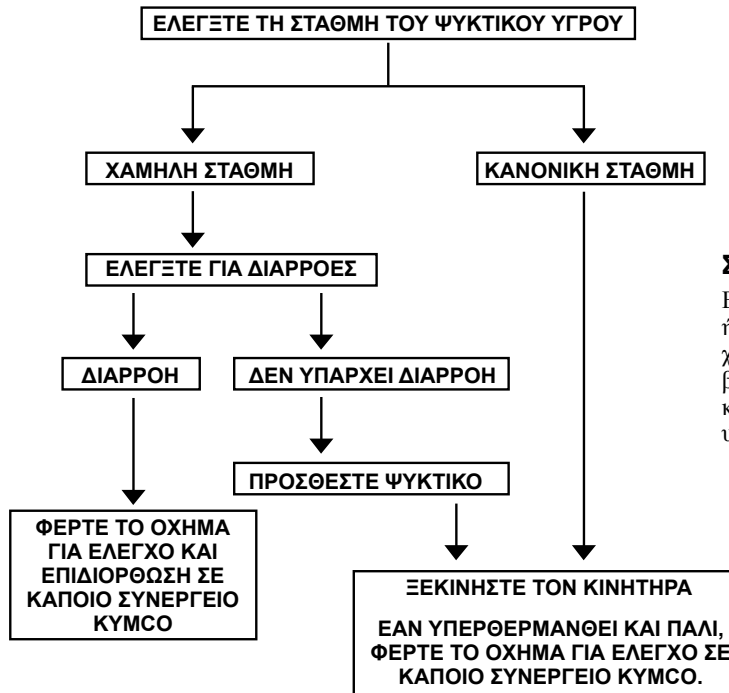 ΕΛΕΓΞΤΕ ΤΗ ΣΤΑΘΜΗ ΤΟΥ ΨΥΚΤΙΚΟΥ ΥΓΡΟΥ
ΧΑΜΗΛΗ ΣΤΑΘΜΗ
ΚΑΝΟΝΙΚΗ ΣΤΑΘΜΗ
ΕΛΕΓΞΤΕ ΓΙΑ ΔΙΑΡΡΟΕΣ
ΔΙΑΡΡΟΗ
ΔΕΝ ΥΠΑΡΧΕΙ ΔΙΑΡΡΟΗ
ΠΡΟΣΘΕΣΤΕ ΨΥΚΤΙΚΟ
ΦΕΡΤΕ ΤΟ ΟΧΗΜΑ
ΓΙΑ ΕΛΕΓΧΟ ΚΑΙ
ΕΠΙΔΙΟΡΘΩΣΗ ΣΕ
ΚΑΠΟΙΟ ΣΥΝΕΡΓΕΙΟ
KYMCO
ΞΕΚΙΝΗΣΤΕ ΤΟΝ ΚΙΝΗΤΗΡΑ
ΕΑΝ ΥΠΕΡΘΕΡΜΑΝΘΕΙ ΚΑΙ ΠΑΛΙ,
ΦΕΡΤΕ ΤΟ ΟΧΗΜΑ ΓΙΑ ΕΛΕΓΧΟ ΣΕ
ΚΑΠΟΙΟ ΣΥΝΕΡΓΕΙΟ KYMCO.